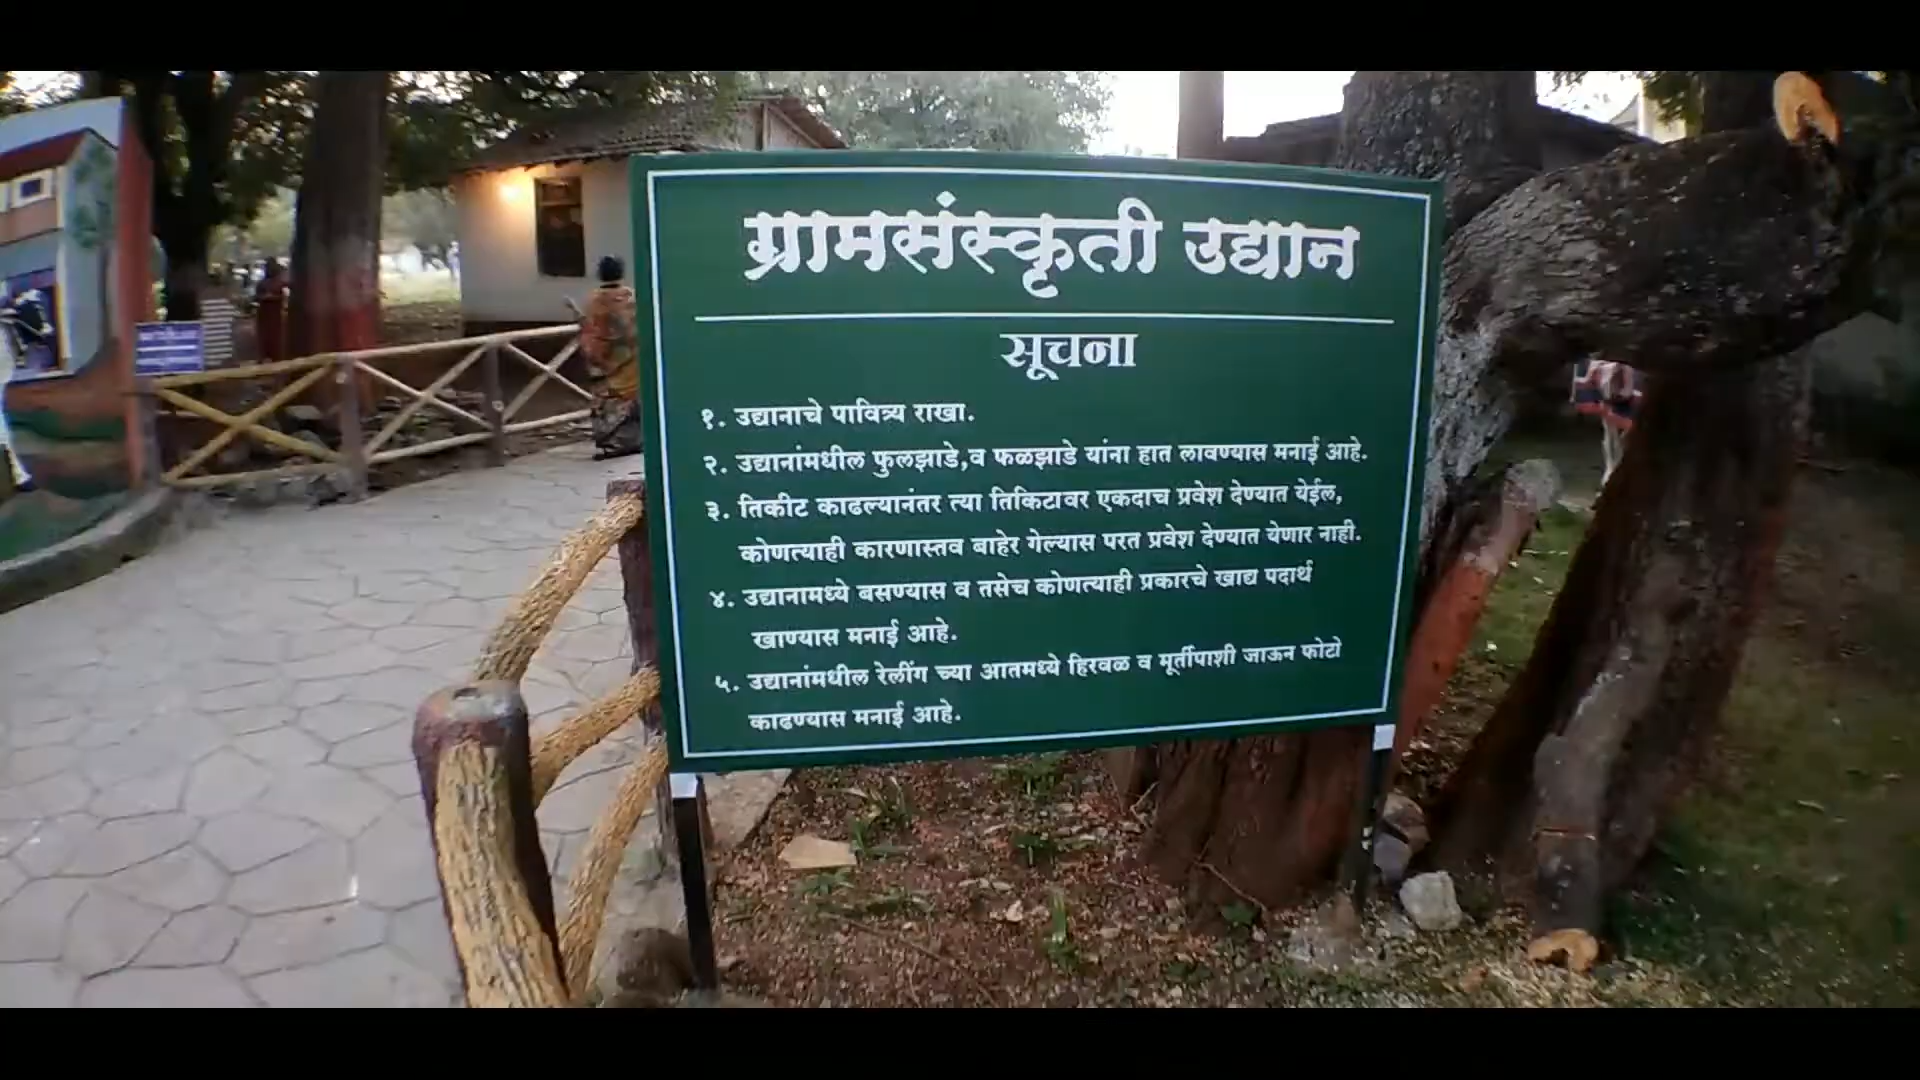 ग्रामसंस्कृती उद्यान
सूचना
१. उद्यानाचे पावित्र्य राखा.
२. उद्यानांमधील फुलझाडे,व फळझाडे यांना हात लावण्यास मनाई आहे.
३. तिकीट काढल्यानंतर त्या तिकिटावर एकदाच प्रवेश देण्यात येईल,
कोणत्याही कारणास्तव बाहेर गेल्यास परत प्रवेश देण्यात येणार नाही.
४. उद्यानामध्ये बसण्यास व तसेच कोणत्याही प्रकारचे खाद्य पदार्थ
खाण्यास मनाई आहे.
५. उद्यानांमधील रेलींग च्या आतमध्ये हिरवळ व मूर्तीपाशी जाऊन फोटो
काढण्यास मनाई आहे.